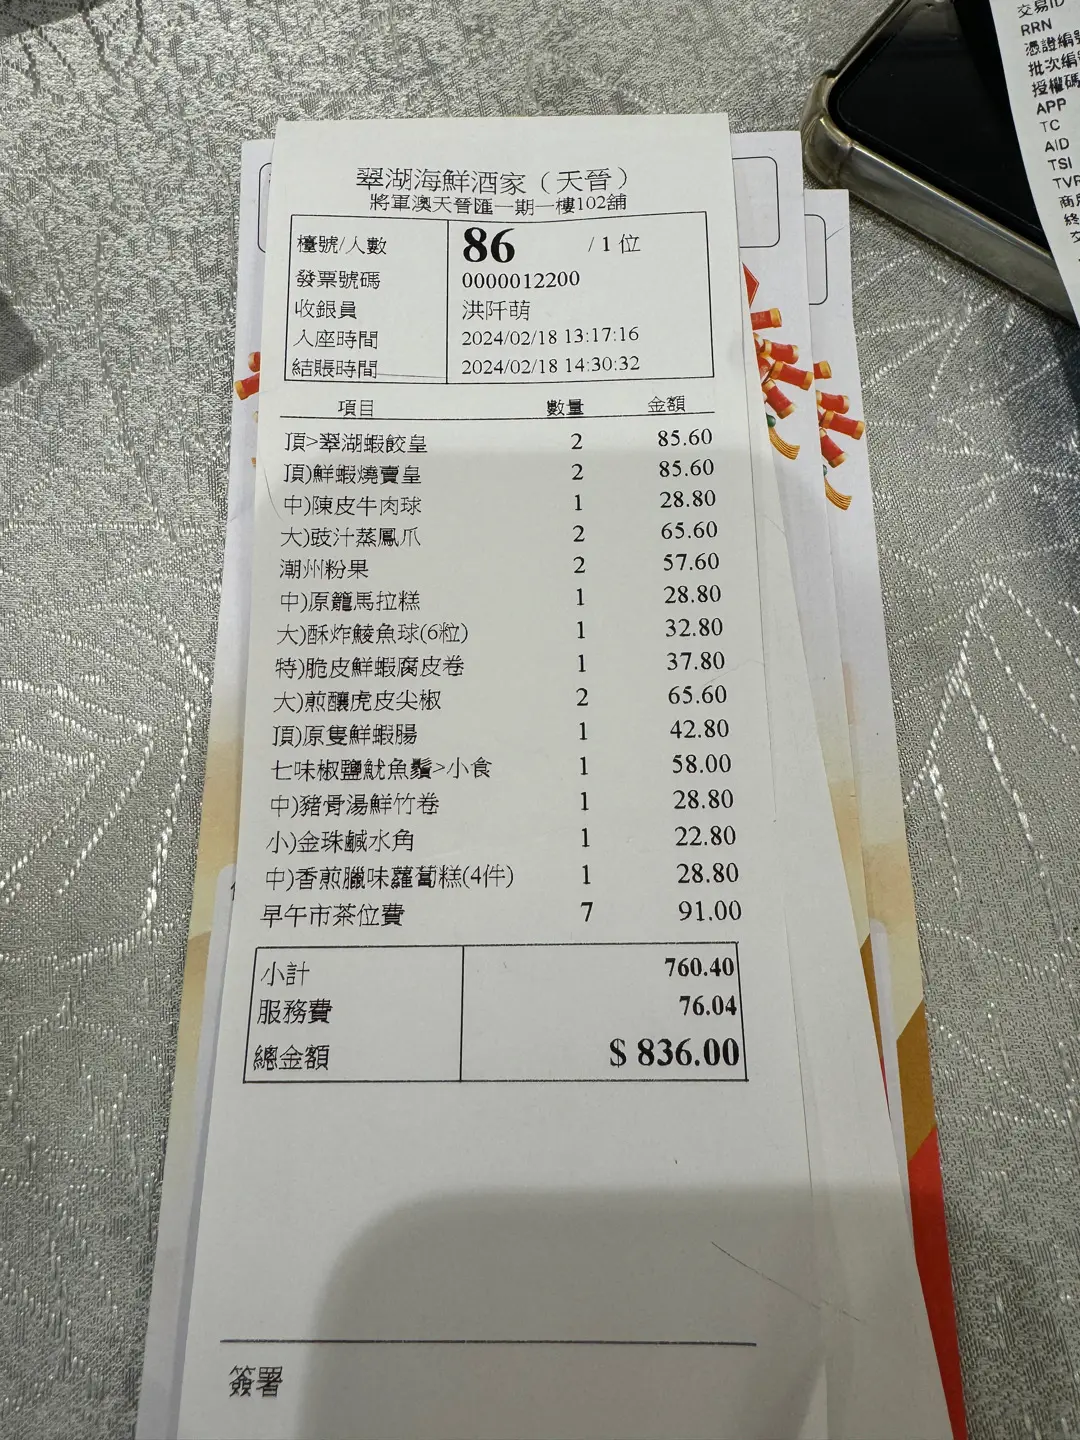 翠湖海鮮酒家（天晉）
將軍澳天晉匯一期一樓102舖
檯號/人數 86 / 1 位
發票號碼 0000012200
收銀員 洪阡萌
入座時間 2024/02/18 13:17:16
結賬時間 2024/02/18 14:30:32
項目 數量 金額
頂>翠湖蝦餃皇 2 85.60
頂)鮮蝦燒賣皇 2 85.60
中)陳皮牛肉球 1 28.80
大)豉汁蒸鳳爪 2 65.60
潮州粉果 2 57.60
中)原籠馬拉糕 1 28.80
大)酥炸鯪魚球(6粒) 1 32.80
特)脆皮鮮蝦腐皮卷 1 37.80
大)煎釀虎皮尖椒 2 65.60
頂)原隻鮮蝦腸 1 42.80
七味椒鹽魷魚鬚>小食 1 58.00
中)豬骨湯鮮竹卷 1 28.80
小)金珠鹹水角 1 22.80
中)香煎臘味蘿蔔糕(4件) 1 28.80
早午市茶位費 7 91.00
小計 760.40
服務費 76.04
總金額 $ 836.00
簽署
交易ID
RRN
憑證編號
批次編
授權碼
APP
TC
AID
TSI
TVR